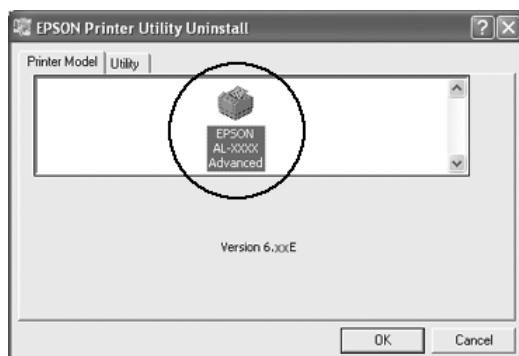 EPSON Printer Utility Uninstall
Printer Model Utility
EPSON
AL-XXXX
Advanced
Version 6.xxE
OK Cancel